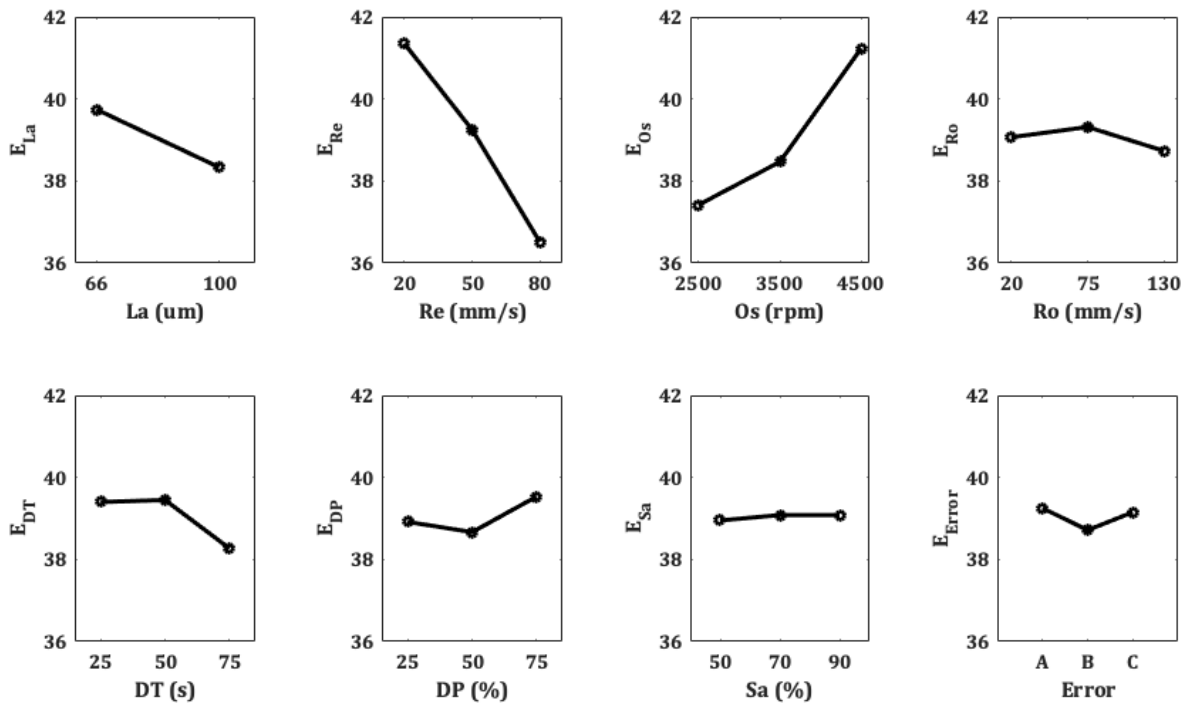 42 42 42 42
40 40 40 40
38 38 38 38
36 36 36 36
E_La E_Re E_Os E_Ro
66 100 20 50 80 2500 3500 4500 20 75 130
La (um) Re (mm/s) Os (rpm) Ro (mm/s)
42 42 42 42
40 40 40 40
38 38 38 38
36 36 36 36
E_DT E_DP E_Sa E_Error
25 50 75 25 50 75 50 70 90 A B C
DT (s) DP (%) Sa (%) Error